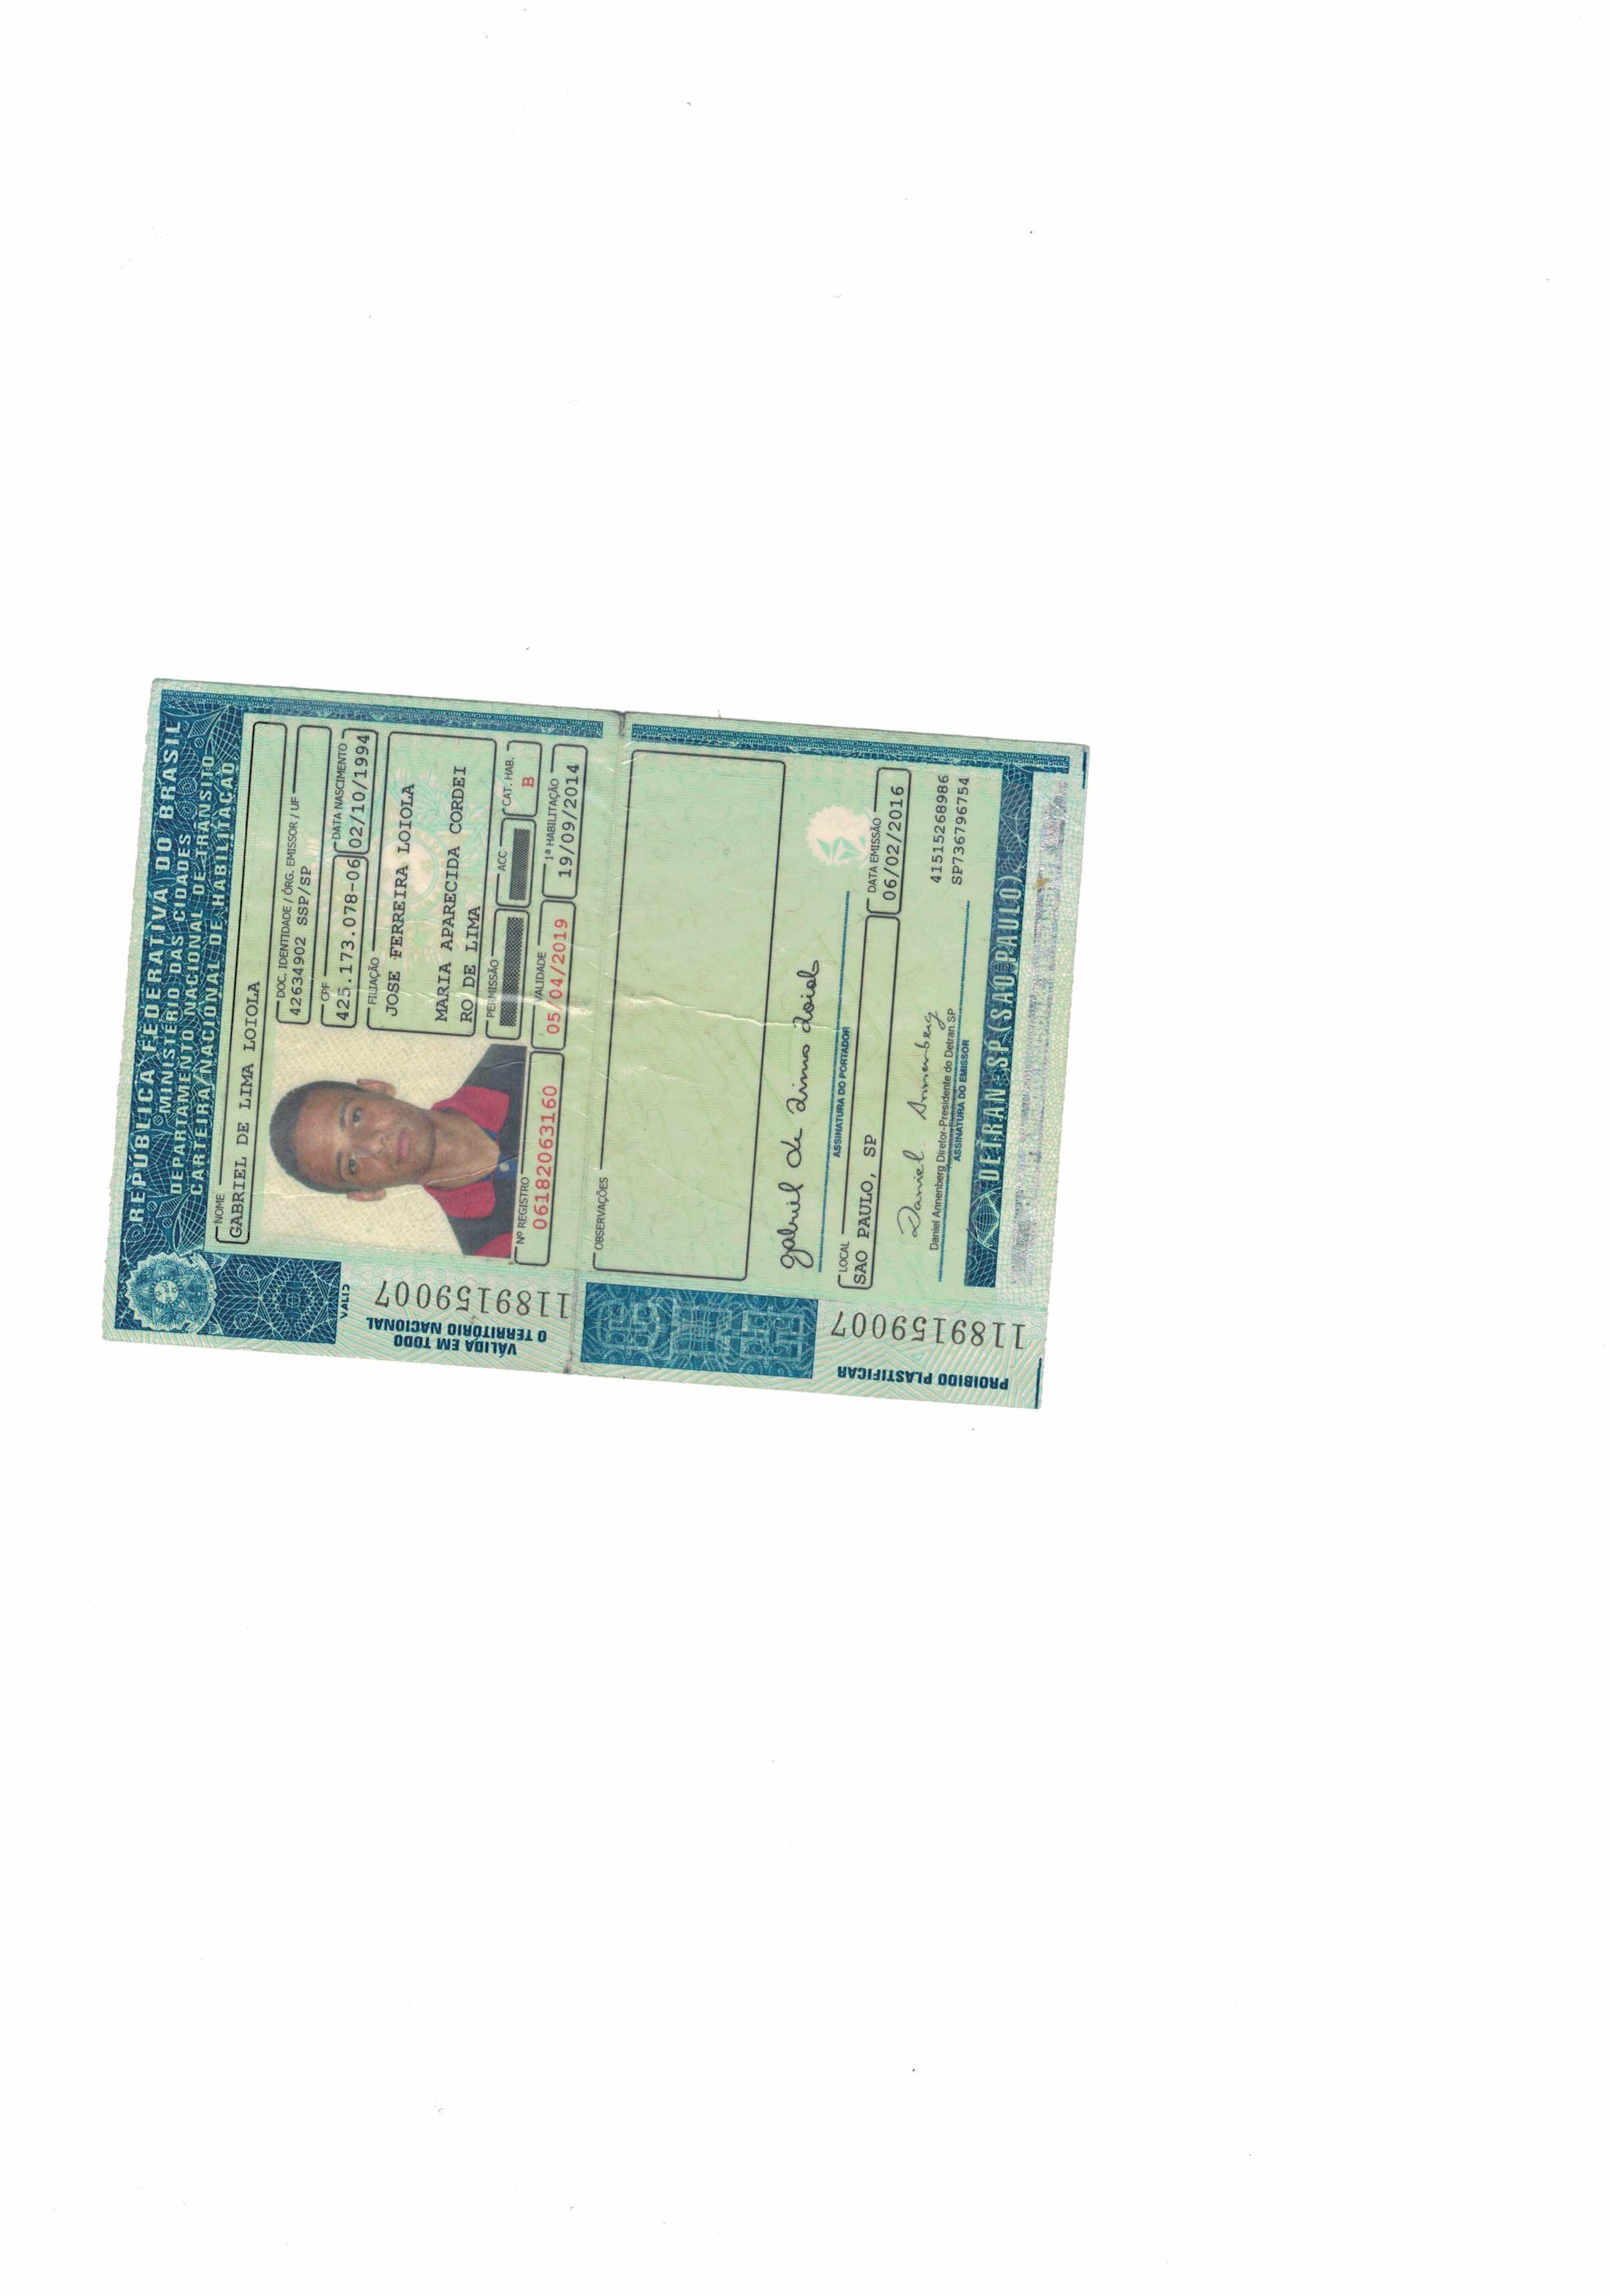 REPÚBLICA FEDERATIVA DO BRASIL
MINISTÉRIO DAS CIDADES
DEPARTAMENTO NACIONAL DE TRÂNSITO
CARTEIRA NACIONAL DE HABILITAÇÃO
NOME
GABRIEL DE LIMA LOIOLA
DOC. IDENTIDADE / ÓRG. EMISSOR / UF
42634902 SSP/SP
CPF
425.173.078-06
DATA NASCIMENTO
02/10/1994
FILIAÇÃO
JOSE FERREIRA LOIOLA
MARIA APARECIDA CORDEI
RO DE LIMA
PERMISSÃO
ACC
CAT. HAB.
B
Nº REGISTRO
06182063160
VALIDADE
05/04/2019
1ª HABILITAÇÃO
19/09/2014
VÁLIDA EM TODO
O TERRITÓRIO NACIONAL
1189159007
OBSERVAÇÕES
gabriel de Lima Loiola
ASSINATURA DO PORTADOR
LOCAL
SAO PAULO, SP
DATA EMISSÃO
06/02/2016
Daniel Annenberg
Daniel Annenberg Diretor-Presidente do Detran.SP
ASSINATURA DO EMISSOR
41515268986
SP736796754
DETRAN-SP (SAO PAULO)
PROIBIDO PLASTIFICAR
1189159007